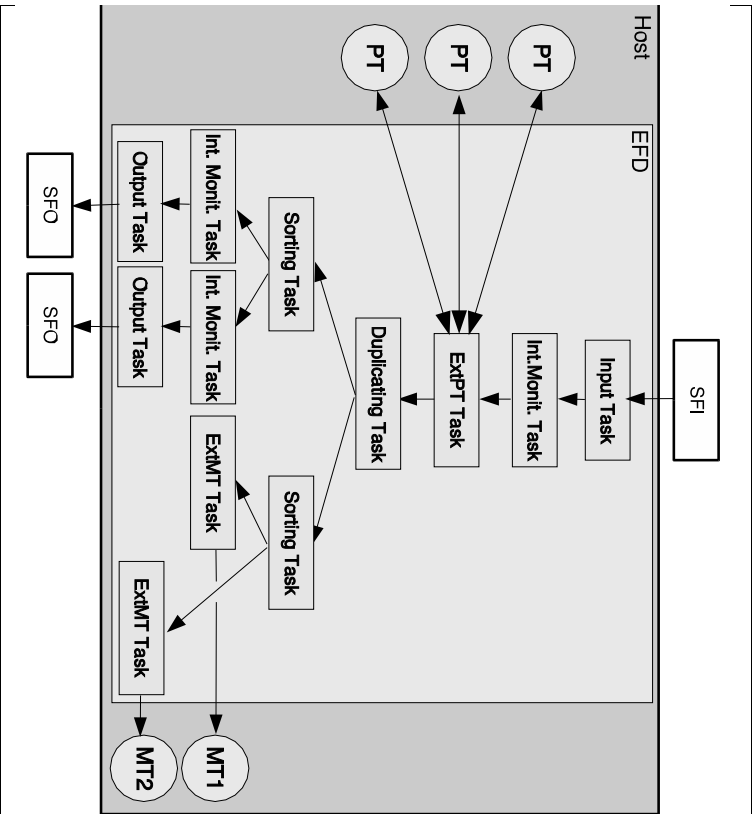 SFI
Host
EFD
Input Task
PT
Int.Monit. Task
PT
ExtPT Task
PT
Duplicating Task
Sorting Task
Sorting Task
Int. Monit. Task
Int. Monit. Task
ExtMT Task
MT1
Output Task
Output Task
ExtMT Task
MT2
SFO
SFO